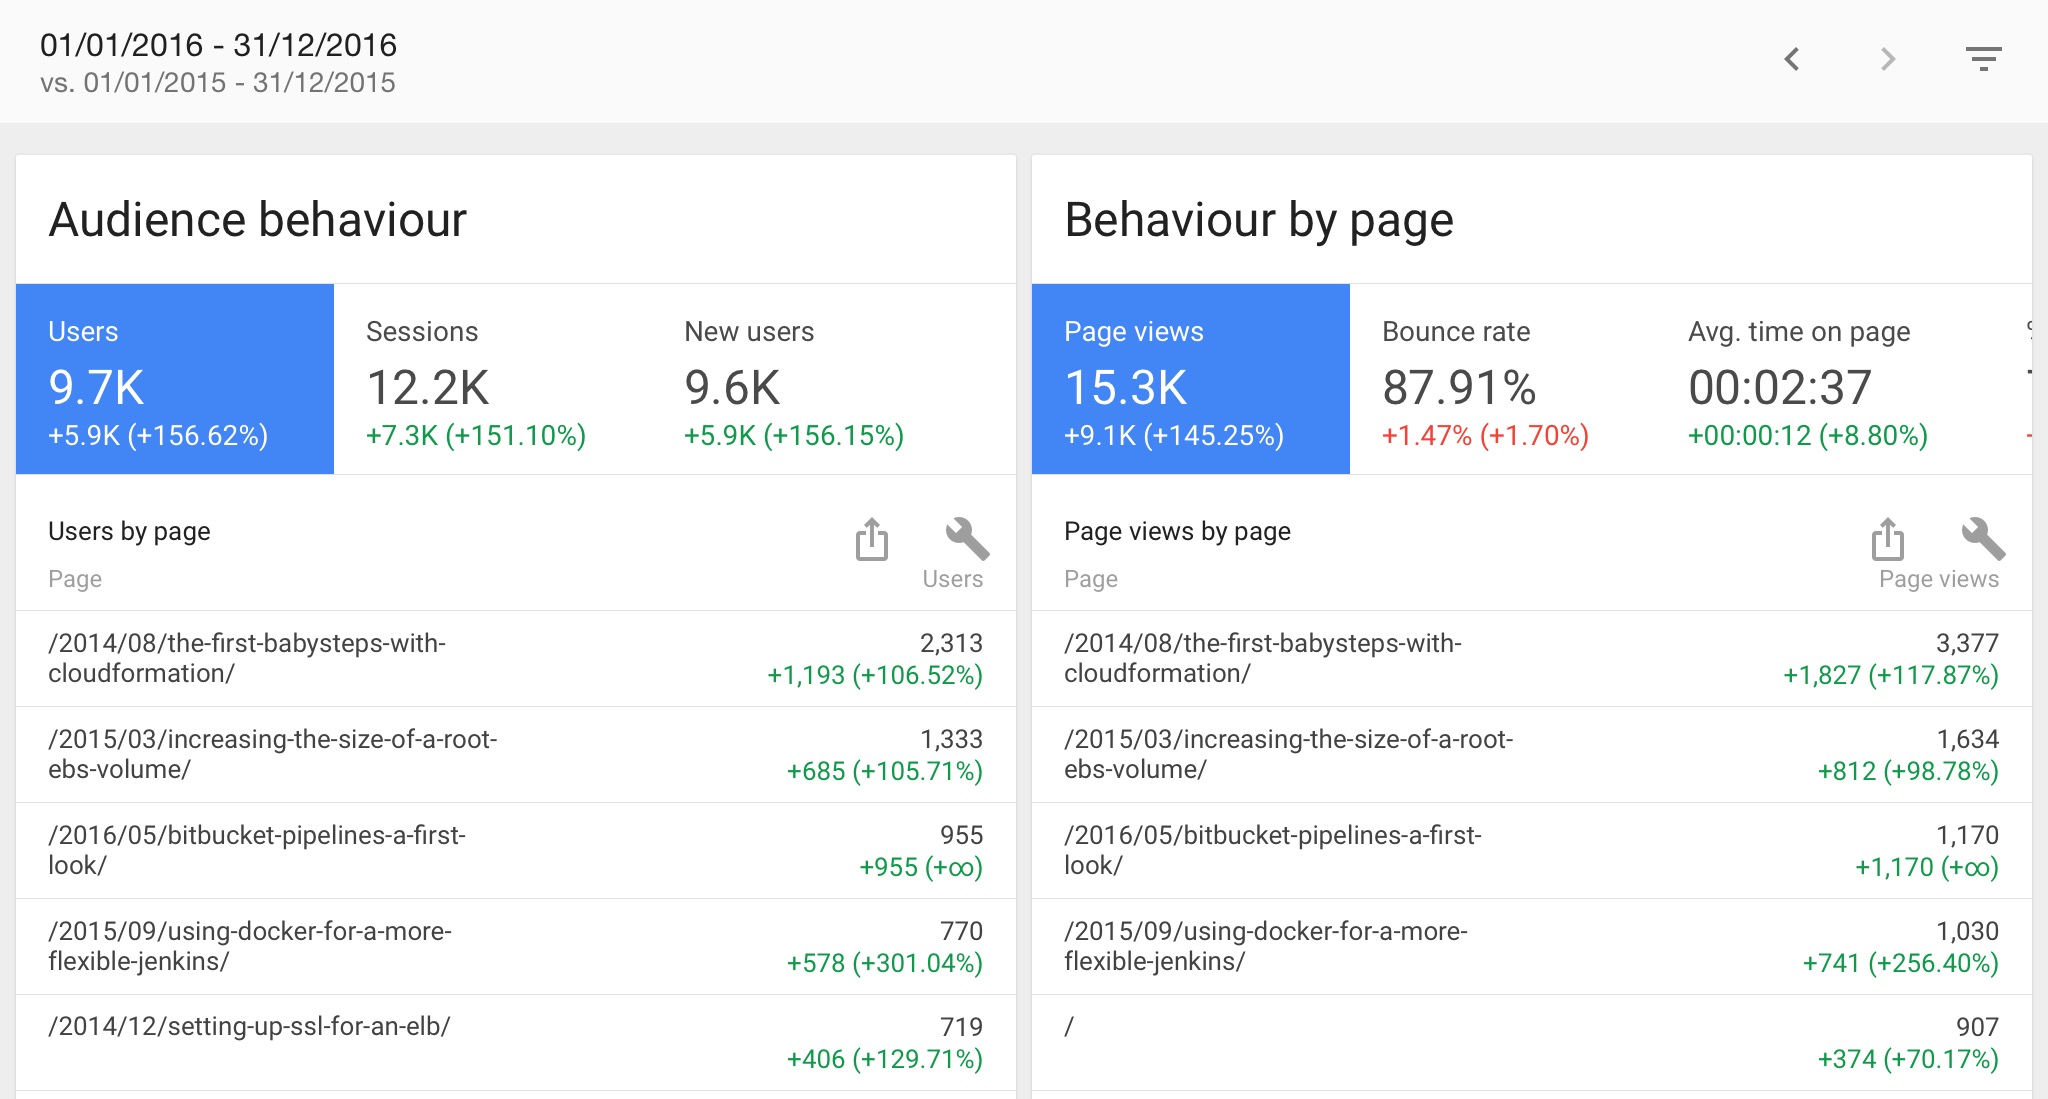 01/01/2016 - 31/12/2016
vs. 01/01/2015 - 31/12/2015
Audience behaviour
Users
9.7K
+5.9K (+156.62%)
Sessions
12.2K
+7.3K (+151.10%)
New users
9.6K
+5.9K (+156.15%)
Users by page
Page
Users
/2014/08/the-first-babysteps-with-
cloudformation/
2,313
+1,193 (+106.52%)
/2015/03/increasing-the-size-of-a-root-
ebs-volume/
1,333
+685 (+105.71%)
/2016/05/bitbucket-pipelines-a-first-
look/
955
+955 (+∞)
/2015/09/using-docker-for-a-more-
flexible-jenkins/
770
+578 (+301.04%)
/2014/12/setting-up-ssl-for-an-elb/
719
+406 (+129.71%)
Behaviour by page
Page views
15.3K
+9.1K (+145.25%)
Bounce rate
87.91%
+1.47% (+1.70%)
Avg. time on page
00:02:37
+00:00:12 (+8.80%)
Page views by page
Page
Page views
/2014/08/the-first-babysteps-with-
cloudformation/
3,377
+1,827 (+117.87%)
/2015/03/increasing-the-size-of-a-root-
ebs-volume/
1,634
+812 (+98.78%)
/2016/05/bitbucket-pipelines-a-first-
look/
1,170
+1,170 (+∞)
/2015/09/using-docker-for-a-more-
flexible-jenkins/
1,030
+741 (+256.40%)
/
907
+374 (+70.17%)